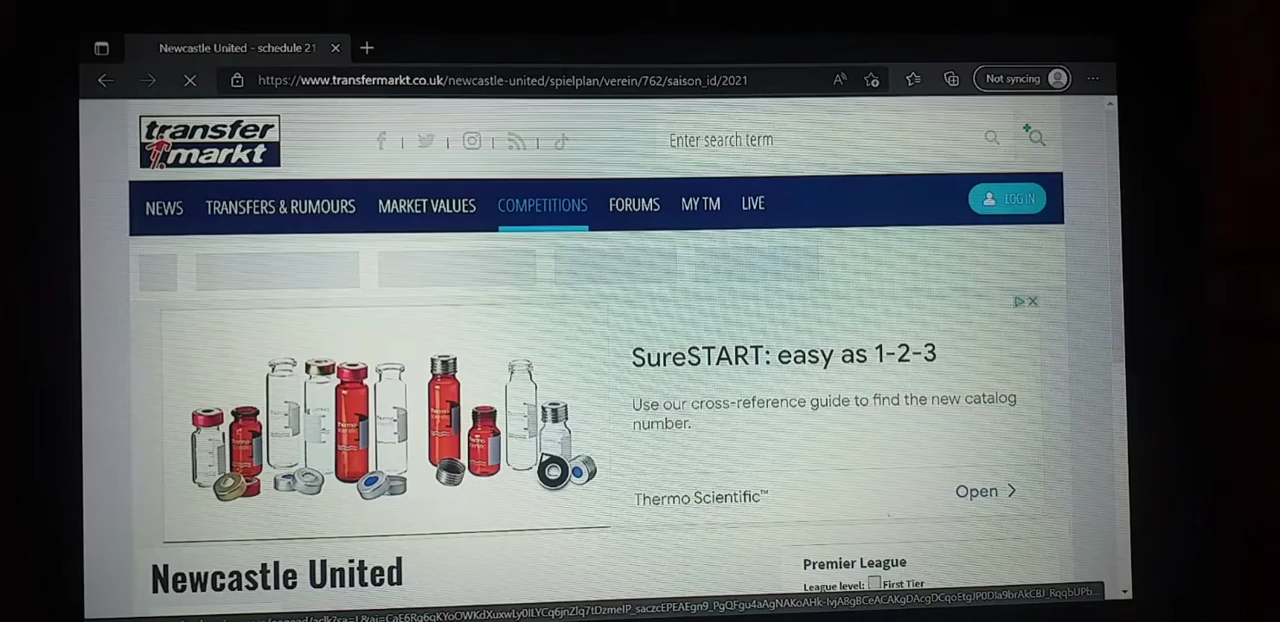 Newcastle United - schedule 21
https://www.transfermarkt.co.uk/newcastle-united/spielplan/verein/762/saison_id/2021
Not syncing
transfer
markt
Enter search term
NEWS TRANSFERS & RUMOURS MARKET VALUES COMPETITIONS FORUMS MY TM LIVE LOG IN
SureSTART: easy as 1-2-3
Use our cross-reference guide to find the new catalog
number.
Thermo Scientific™
Open
Newcastle United
Premier League
League level: First Tier